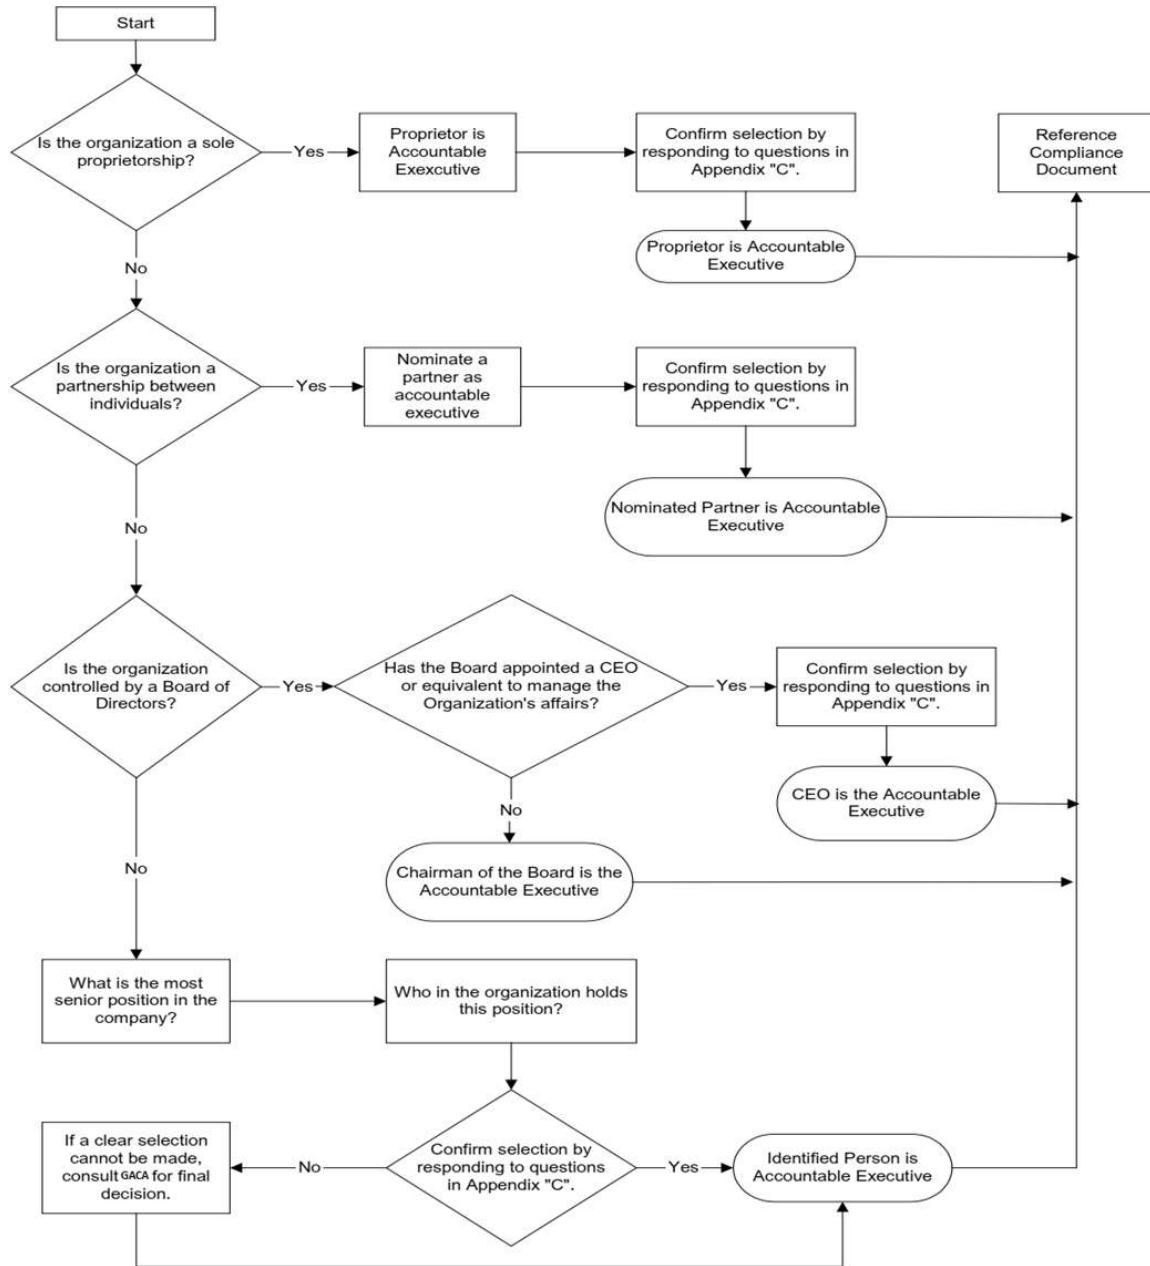 Start
Is the organization a sole
proprietorship?
Yes
Proprietor is
Accountable
Exexcutive
Confirm selection by
responding to questions in
Appendix "C".
Reference
Compliance
Document
Proprietor is Accountable
Executive
No
Is the organization a
partnership between
individuals?
Yes
Nominate a
partner as
accountable
executive
Confirm selection by
responding to questions in
Appendix "C".
Nominated Partner is Accountable
Executive
No
Is the organization
controlled by a Board of
Directors?
Yes
Has the Board appointed a CEO
or equivalent to manage the
Organization's affairs?
Yes
Confirm selection by
responding to questions in
Appendix "C".
CEO is the Accountable
Executive
No
Chairman of the Board is the
Accountable Executive
No
What is the most
senior position in the
company?
Who in the organization holds
this position?
Confirm selection by
responding to questions
in Appendix "C".
No
If a clear selection
cannot be made,
consult GACA for final
decision.
Yes
Identified Person is
Accountable Executive